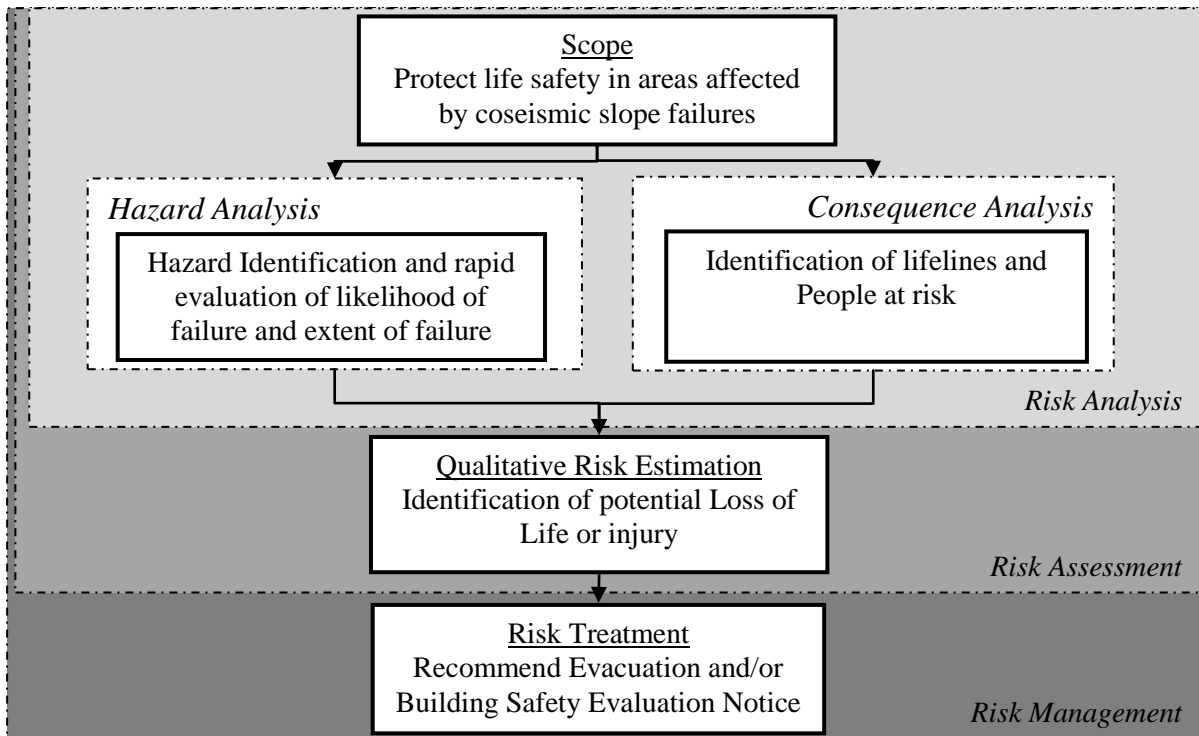 Scope
Protect life safety in areas affected
by coseismic slope failures
Hazard Analysis
Hazard Identification and rapid
evaluation of likelihood of
failure and extent of failure
Consequence Analysis
Identification of lifelines and
People at risk
Risk Analysis
Qualitative Risk Estimation
Identification of potential Loss of
Life or injury
Risk Assessment
Risk Treatment
Recommend Evacuation and/or
Building Safety Evaluation Notice
Risk Management